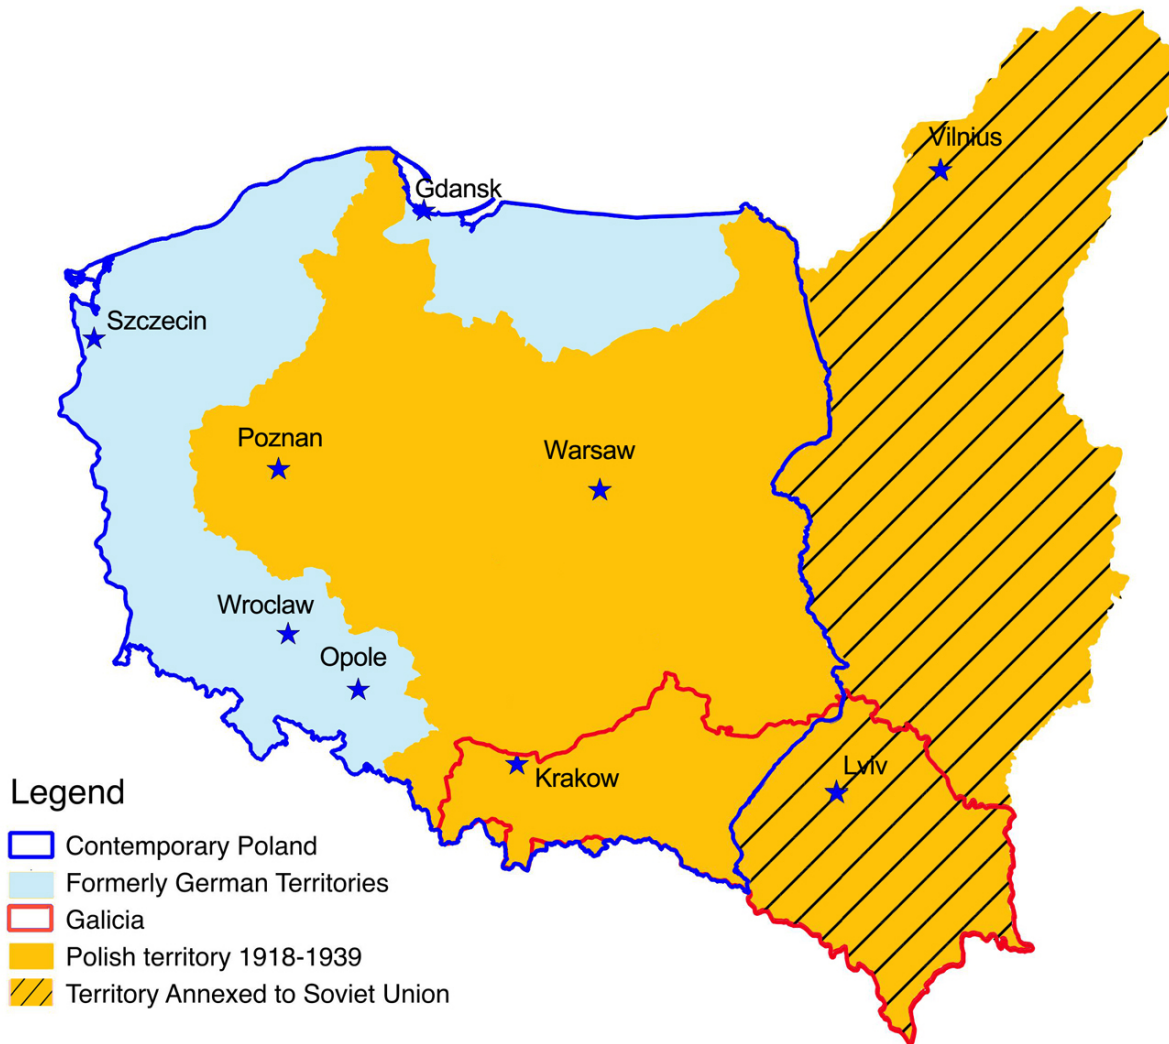 Vilnius
Gdansk
Szczecin
Poznan
Warsaw
Wroclaw
Opole
Lviv
Krakow
Legend
Contemporary Poland
Formerly German Territories
Galicia
Polish territory 1918-1939
Territory Annexed to Soviet Union